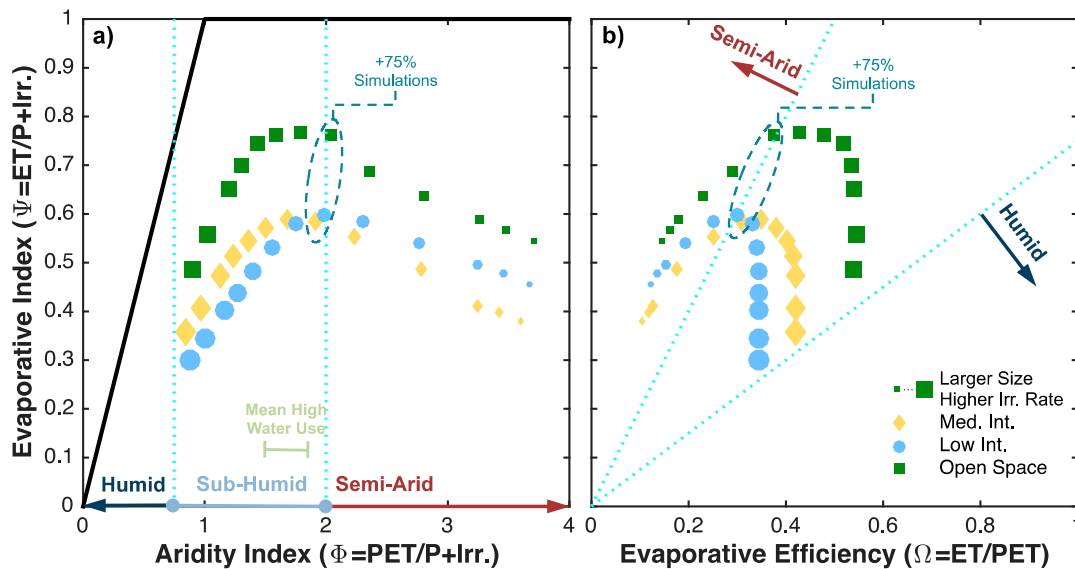 a)
+75%
Simulations
Mean High
Water Use
Humid
Sub-Humid
Semi-Arid
1
0.9
0.8
0.7
0.6
0.5
0.4
0.3
0.2
0.1
0
0
1
2
3
4
Evaporative Index (Ψ=ET/P+Irr.)
Aridity Index (Φ=PET/P+Irr.)
b)
Semi-Arid
+75%
Simulations
Humid
Larger Size
Higher Irr. Rate
Med. Int.
Low Int.
Open Space
0
0.2
0.4
0.6
0.8
Evaporative Efficiency (Ω=ET/PET)